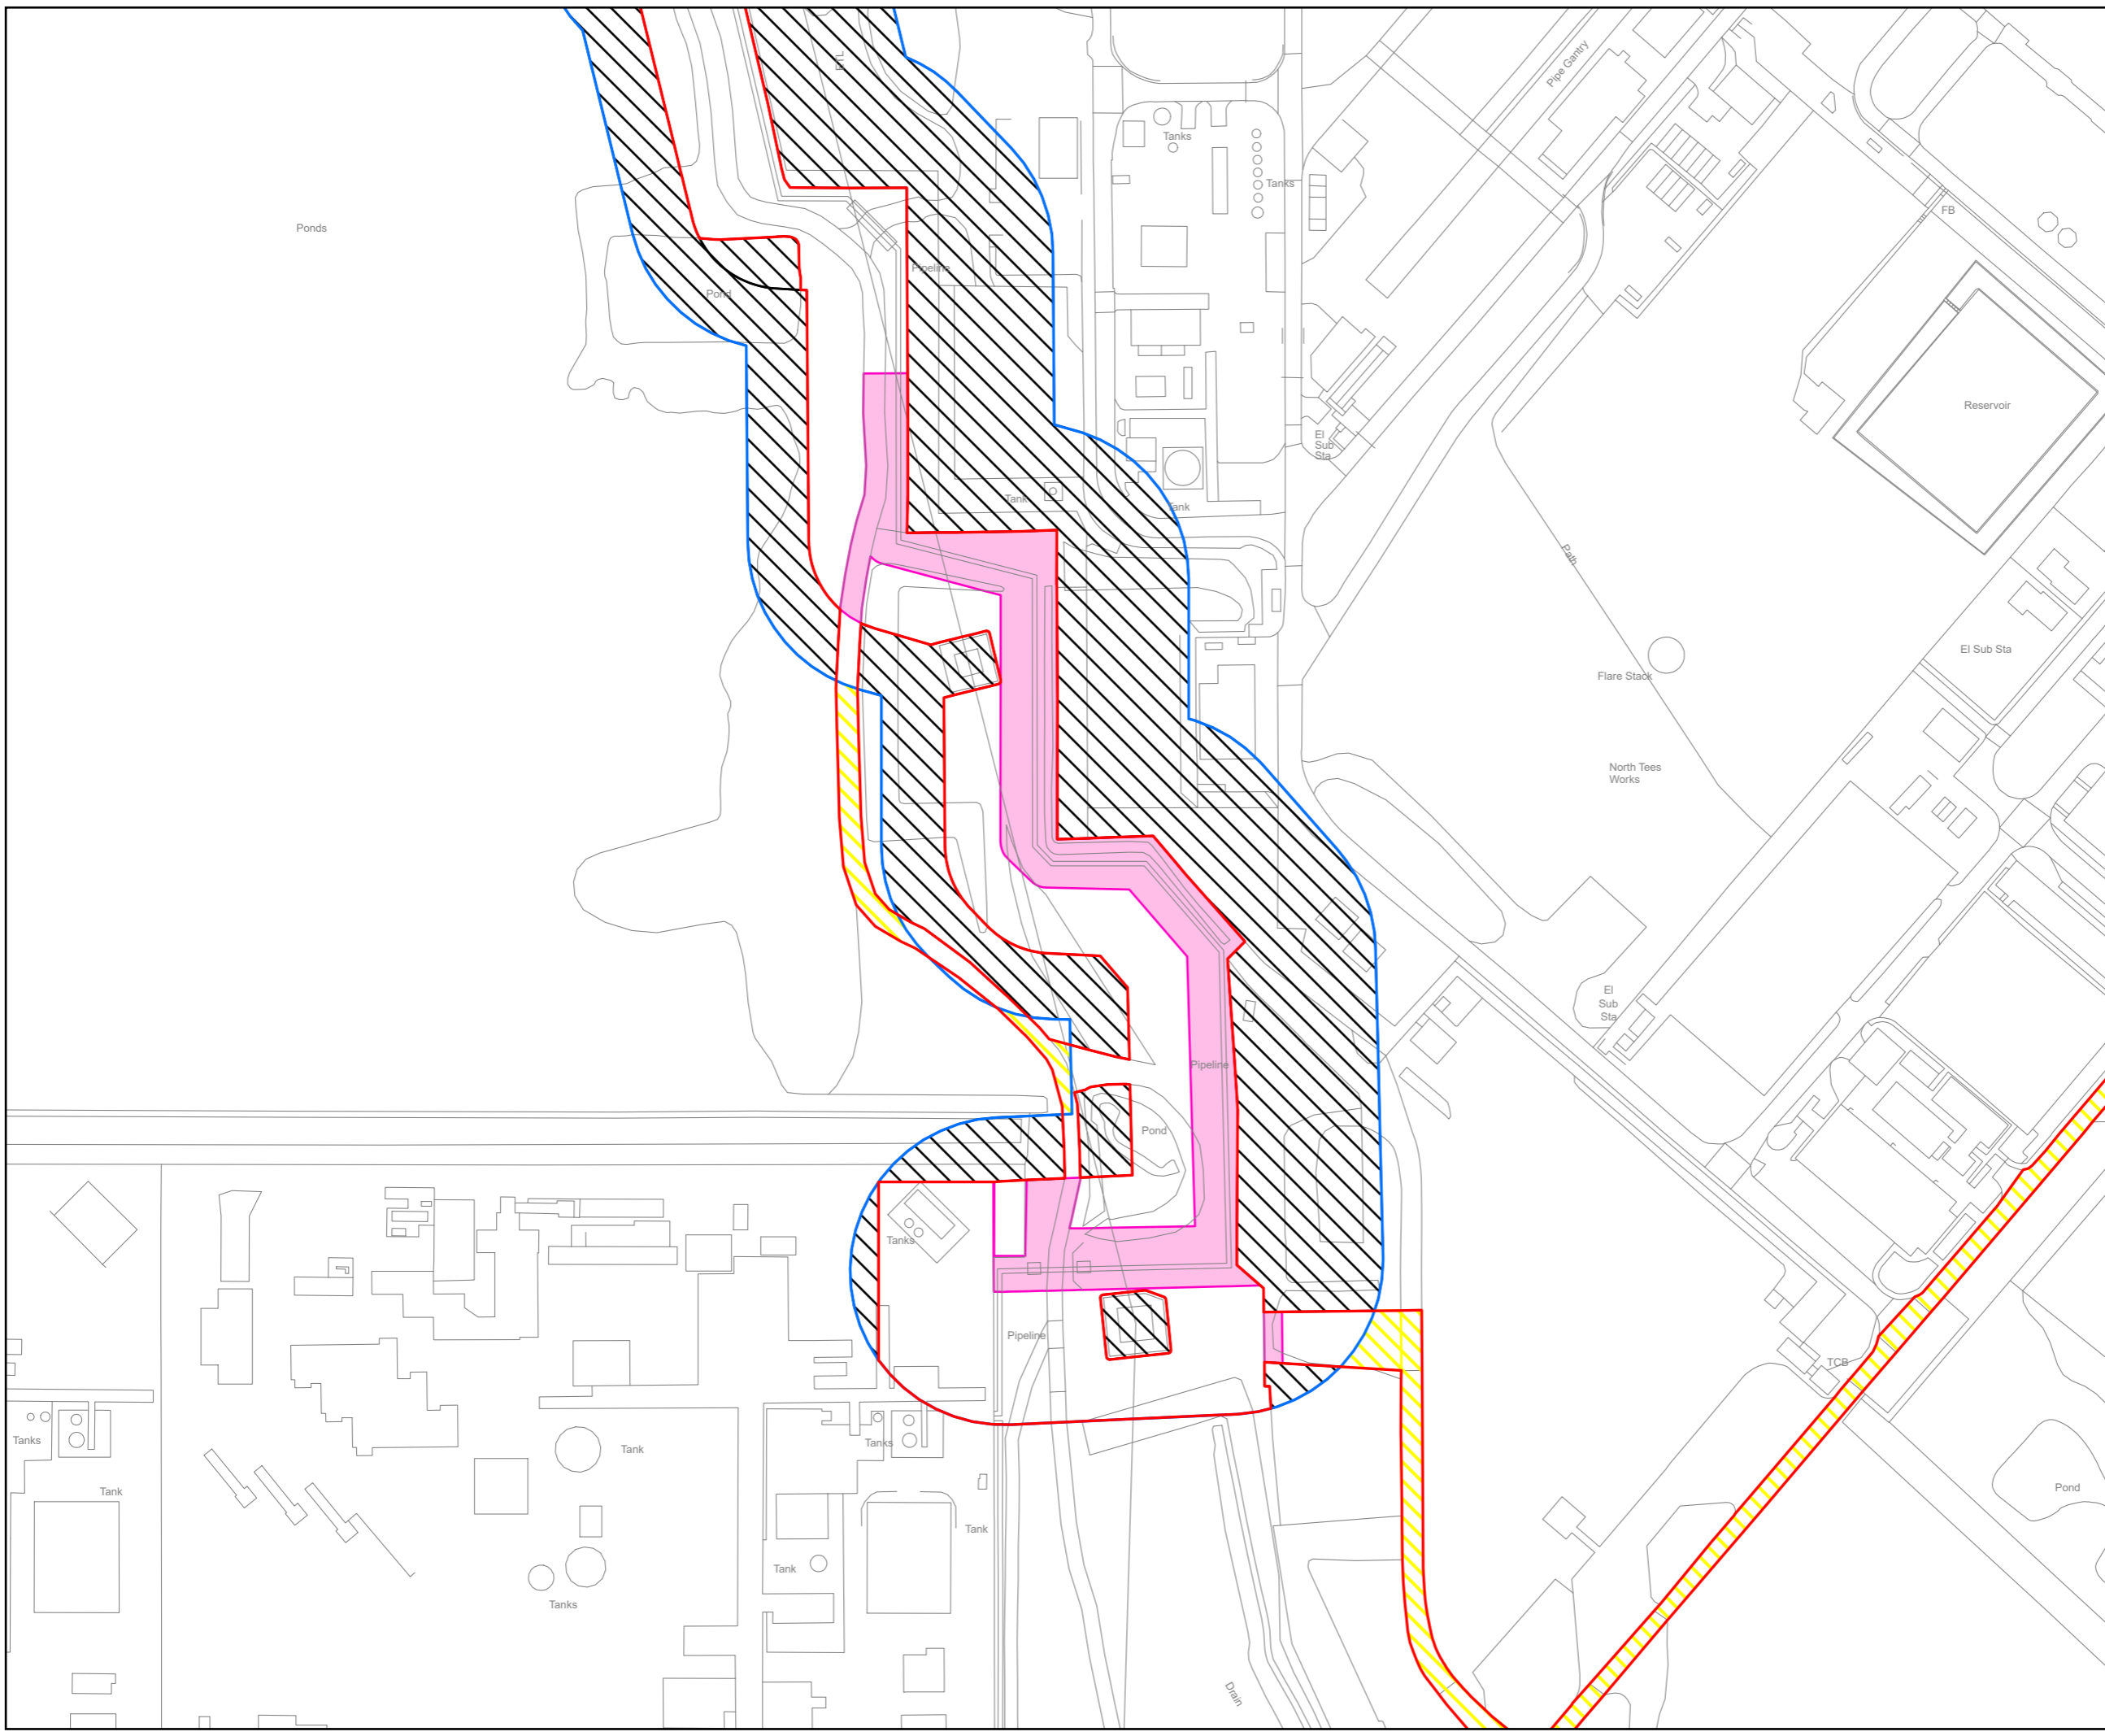 ETL
Pipe Gantry
Tanks
Tanks
FB
Ponds
Pipeline
Pond
Reservoir
El
Sub
Sta
Tank
Tank
Path
El Sub Sta
Flare Stack
North Tees
Works
El
Sub
Sta
Pipeline
Pond
Tanks
Pipeline
TCB
Tanks
Tank
Tanks
Tank
Pond
Tank
Tank
Tanks
Drain